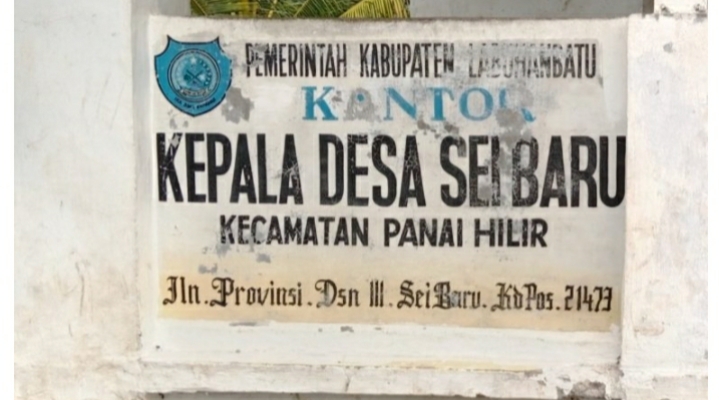 PEMERINTAH KABUPATEN LABUHANBATU
KANTOR
KEPALA DESA SEI BARU
KECAMATAN PANAI HILIR
Jln. Provinsi. Dsn III. Sei Baru. KdPos. 21473